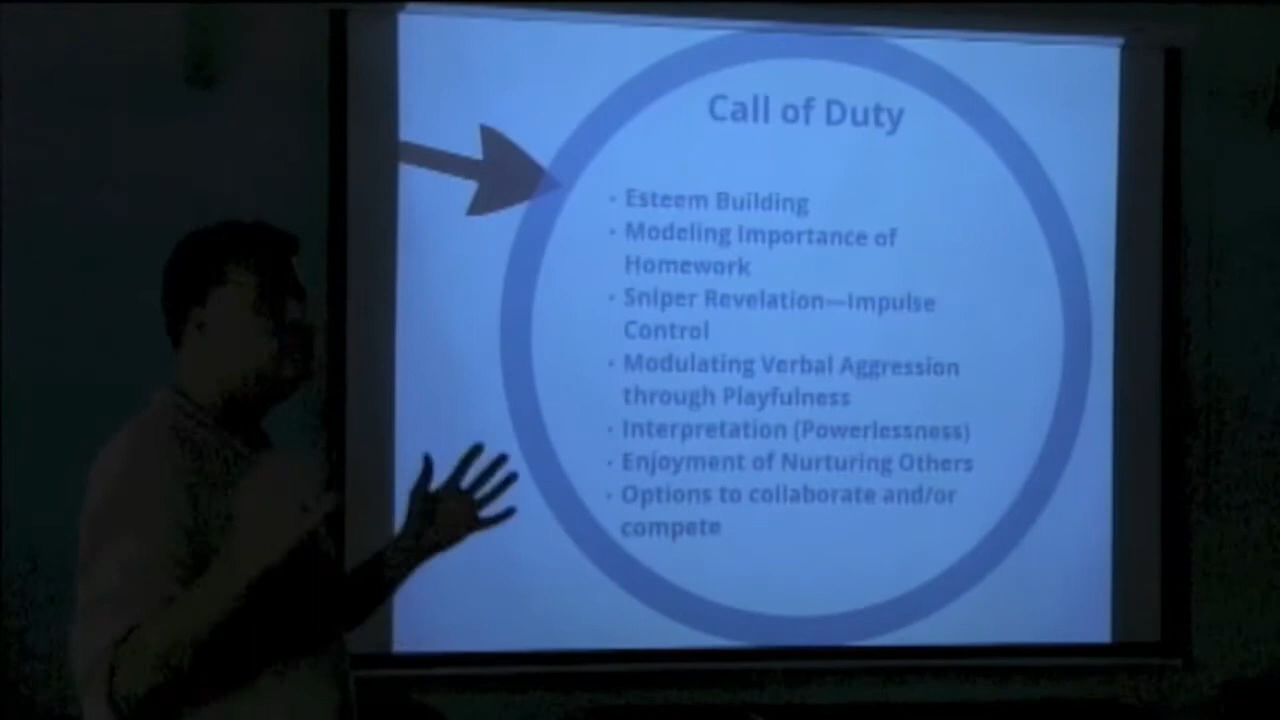 Call of Duty
· Esteem Building
· Modeling Importance of
Homework
· Sniper Revelation—Impulse
Control
· Modulating Verbal Aggression
through Playfulness
· Interpretation (Powerlessness)
· Enjoyment of Nurturing Others
· Options to collaborate and/or
compete